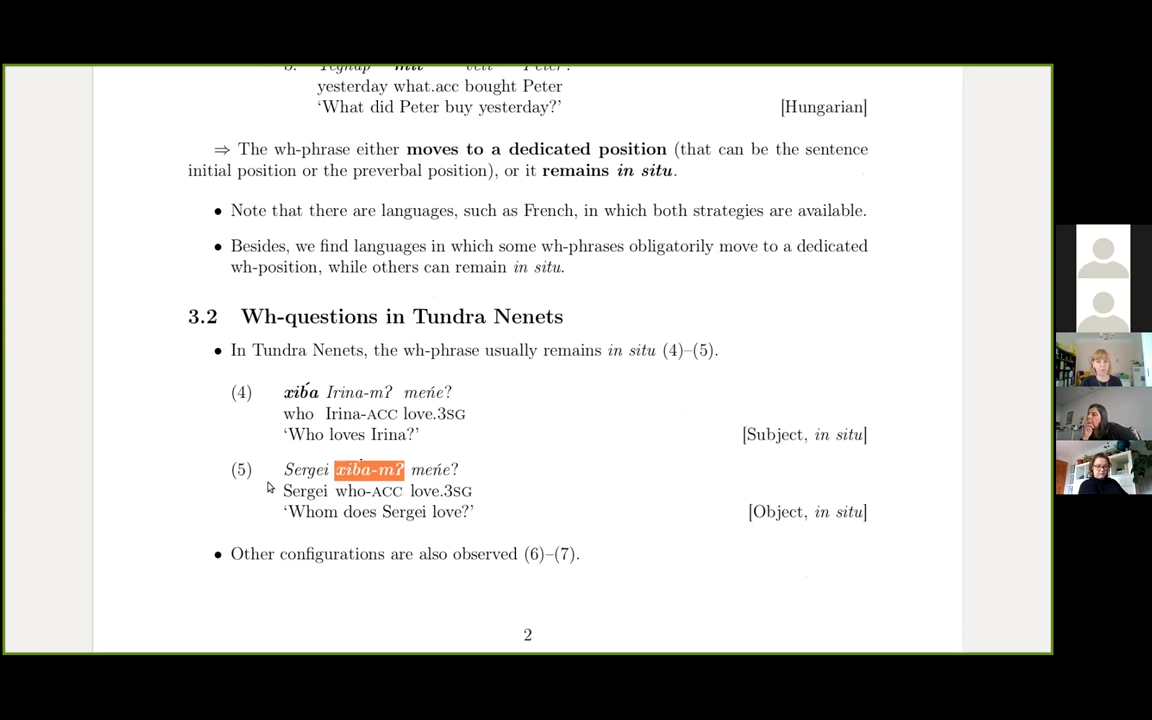 yesterday what.acc bought Peter
‘What did Peter buy yesterday?’ [Hungarian]
⇒ The wh-phrase either moves to a dedicated position (that can be the sentence
initial position or the preverbal position), or it remains in situ.
• Note that there are languages, such as French, in which both strategies are available.
• Besides, we find languages in which some wh-phrases obligatorily move to a dedicated
wh-position, while others can remain in situ.
3.2 Wh-questions in Tundra Nenets
• In Tundra Nenets, the wh-phrase usually remains in situ (4)–(5).
(4) xib́a Irina-mʔ meńe?
who Irina-ACC love.3SG
‘Who loves Irina?’ [Subject, in situ]
(5) Sergei xib́a-mʔ meńe?
Sergei who-ACC love.3SG
‘Whom does Sergei love?’ [Object, in situ]
• Other configurations are also observed (6)–(7).
2